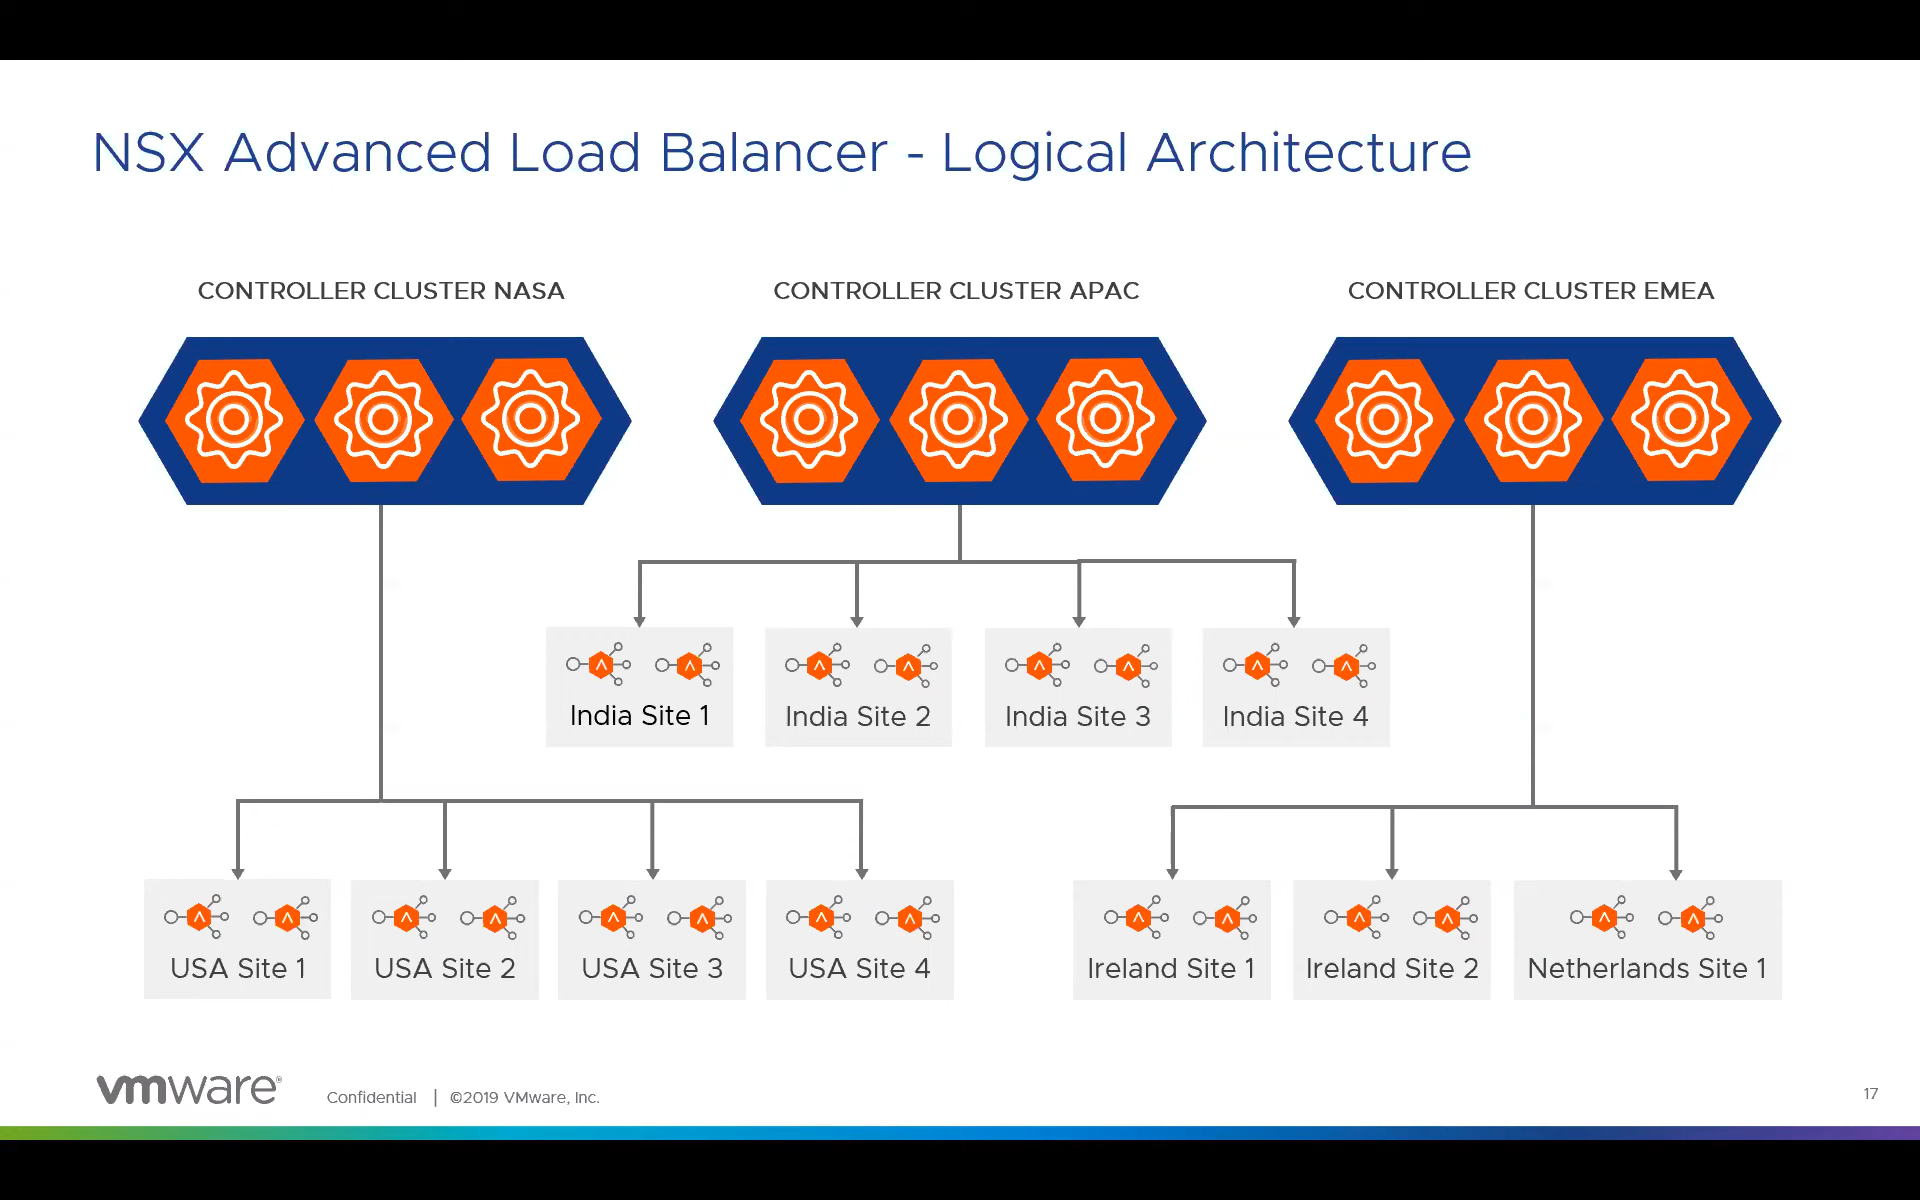 NSX Advanced Load Balancer - Logical Architecture
CONTROLLER CLUSTER NASA
CONTROLLER CLUSTER APAC
CONTROLLER CLUSTER EMEA
India Site 1
India Site 2
India Site 3
India Site 4
USA Site 1
USA Site 2
USA Site 3
USA Site 4
Ireland Site 1
Ireland Site 2
Netherlands Site 1
vmware®
Confidential | ©2019 VMware, Inc.
17